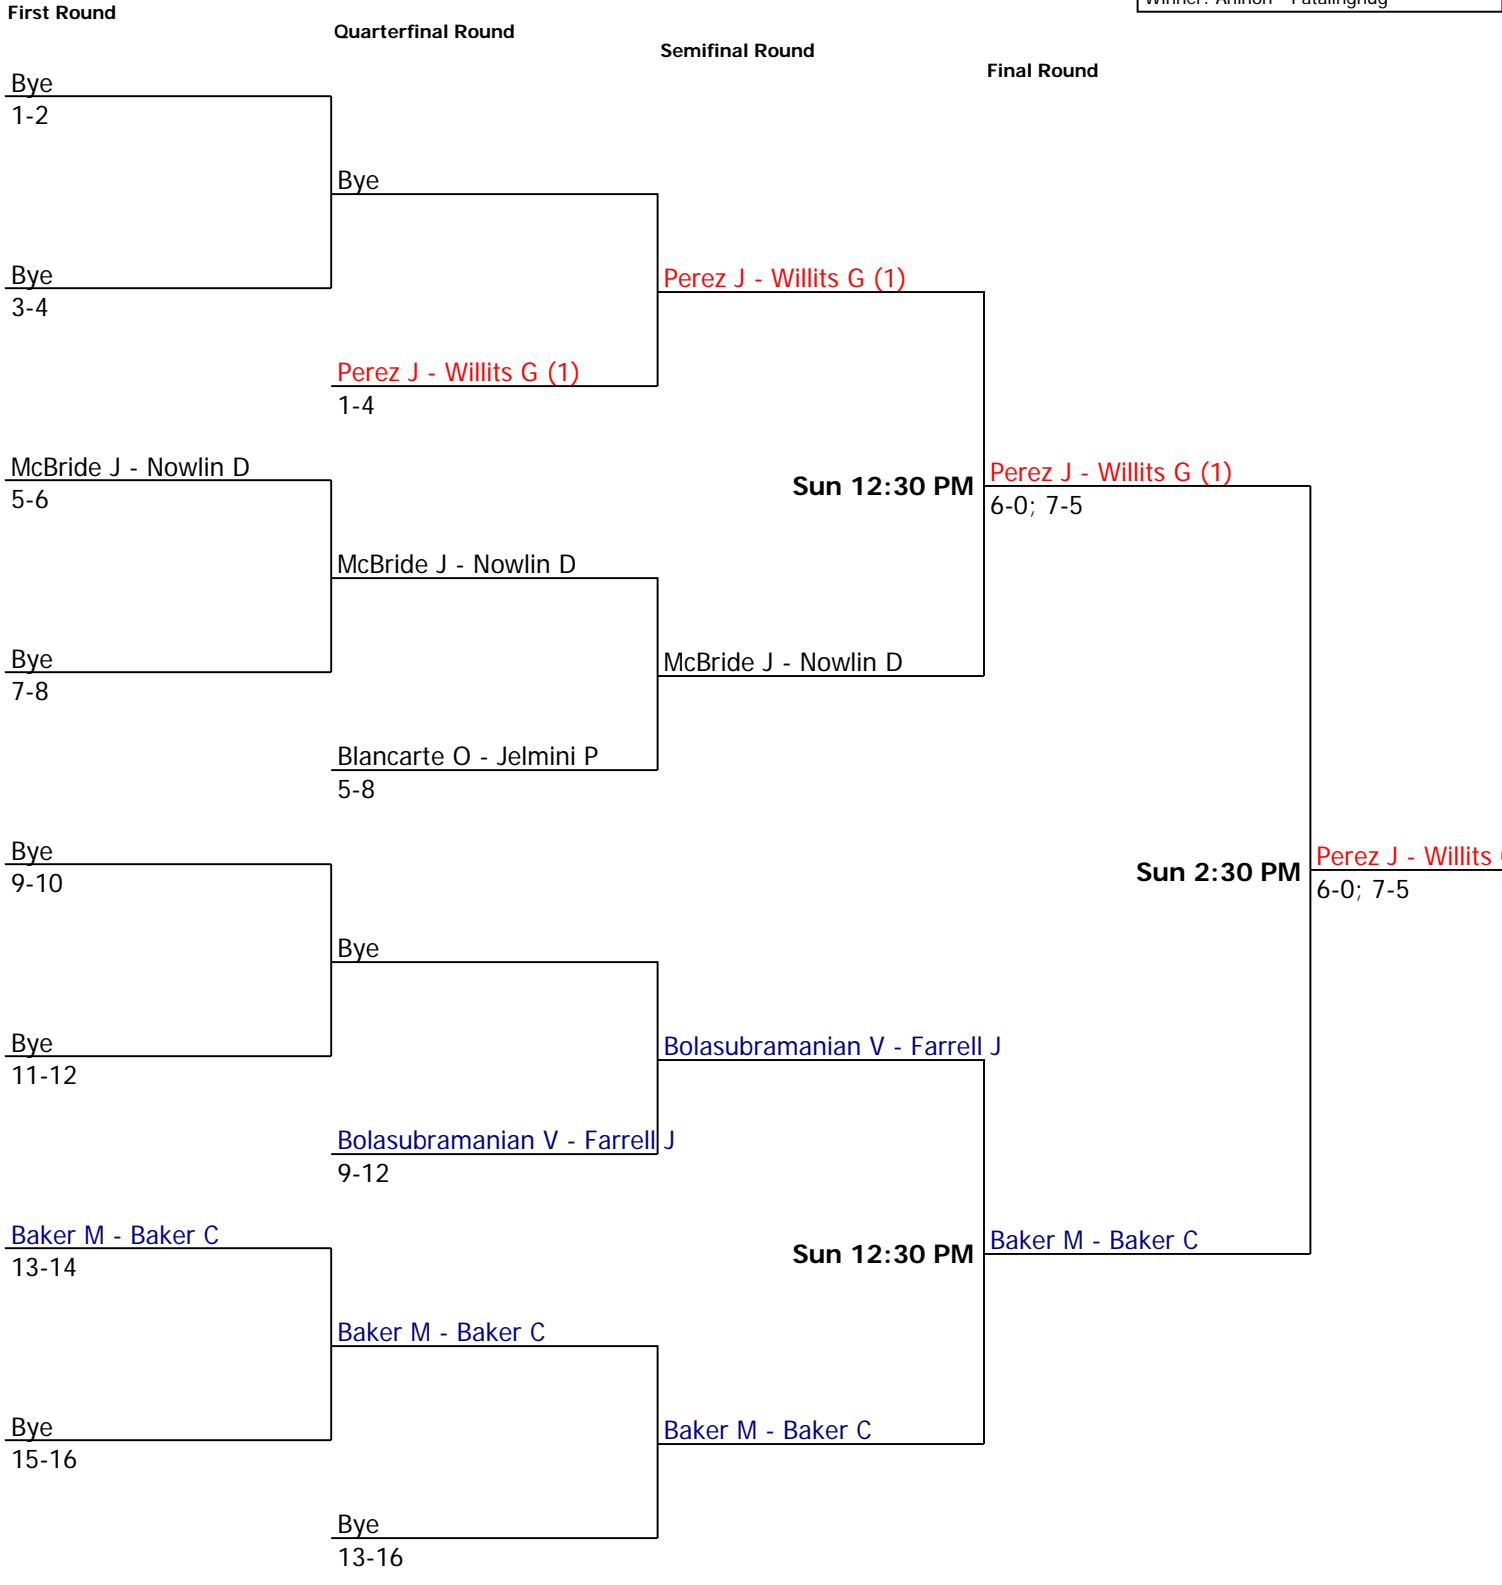 First Round
Quarterfinal Round
Semifinal Round
Final Round
Bye
1-2
Bye
Bye
3-4
Perez J - Willits G (1)
Perez J - Willits G (1)
1-4
McBride J - Nowlin D
5-6
Sun 12:30 PM
Perez J - Willits G (1)
6-0; 7-5
McBride J - Nowlin D
Bye
7-8
McBride J - Nowlin D
Blancarte O - Jelmini P
5-8
Bye
9-10
Sun 2:30 PM
Perez J - Willits
6-0; 7-5
Bye
Bye
11-12
Bolasubramanian V - Farrell J
Bolasubramanian V - Farrell J
9-12
Baker M - Baker C
13-14
Sun 12:30 PM
Baker M - Baker C
Baker M - Baker C
Bye
15-16
Baker M - Baker C
Bye
13-16